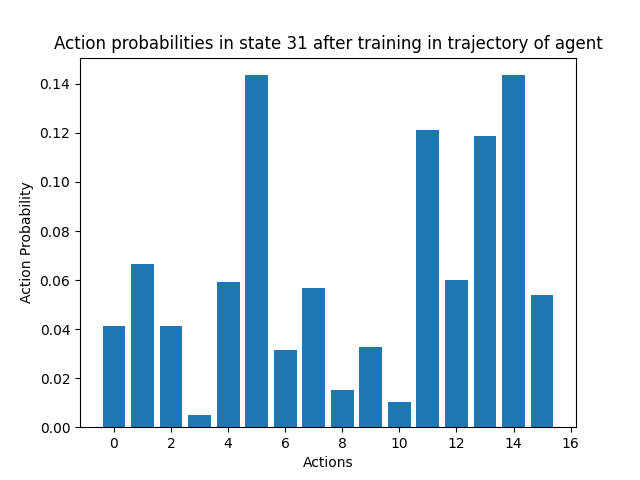 Action probabilities in state 31 after training in trajectory of agent
0.14
0.12
0.10
0.08
0.06
0.04
0.02
0.00
Action Probability
0 2 4 6 8 10 12 14 16
Actions